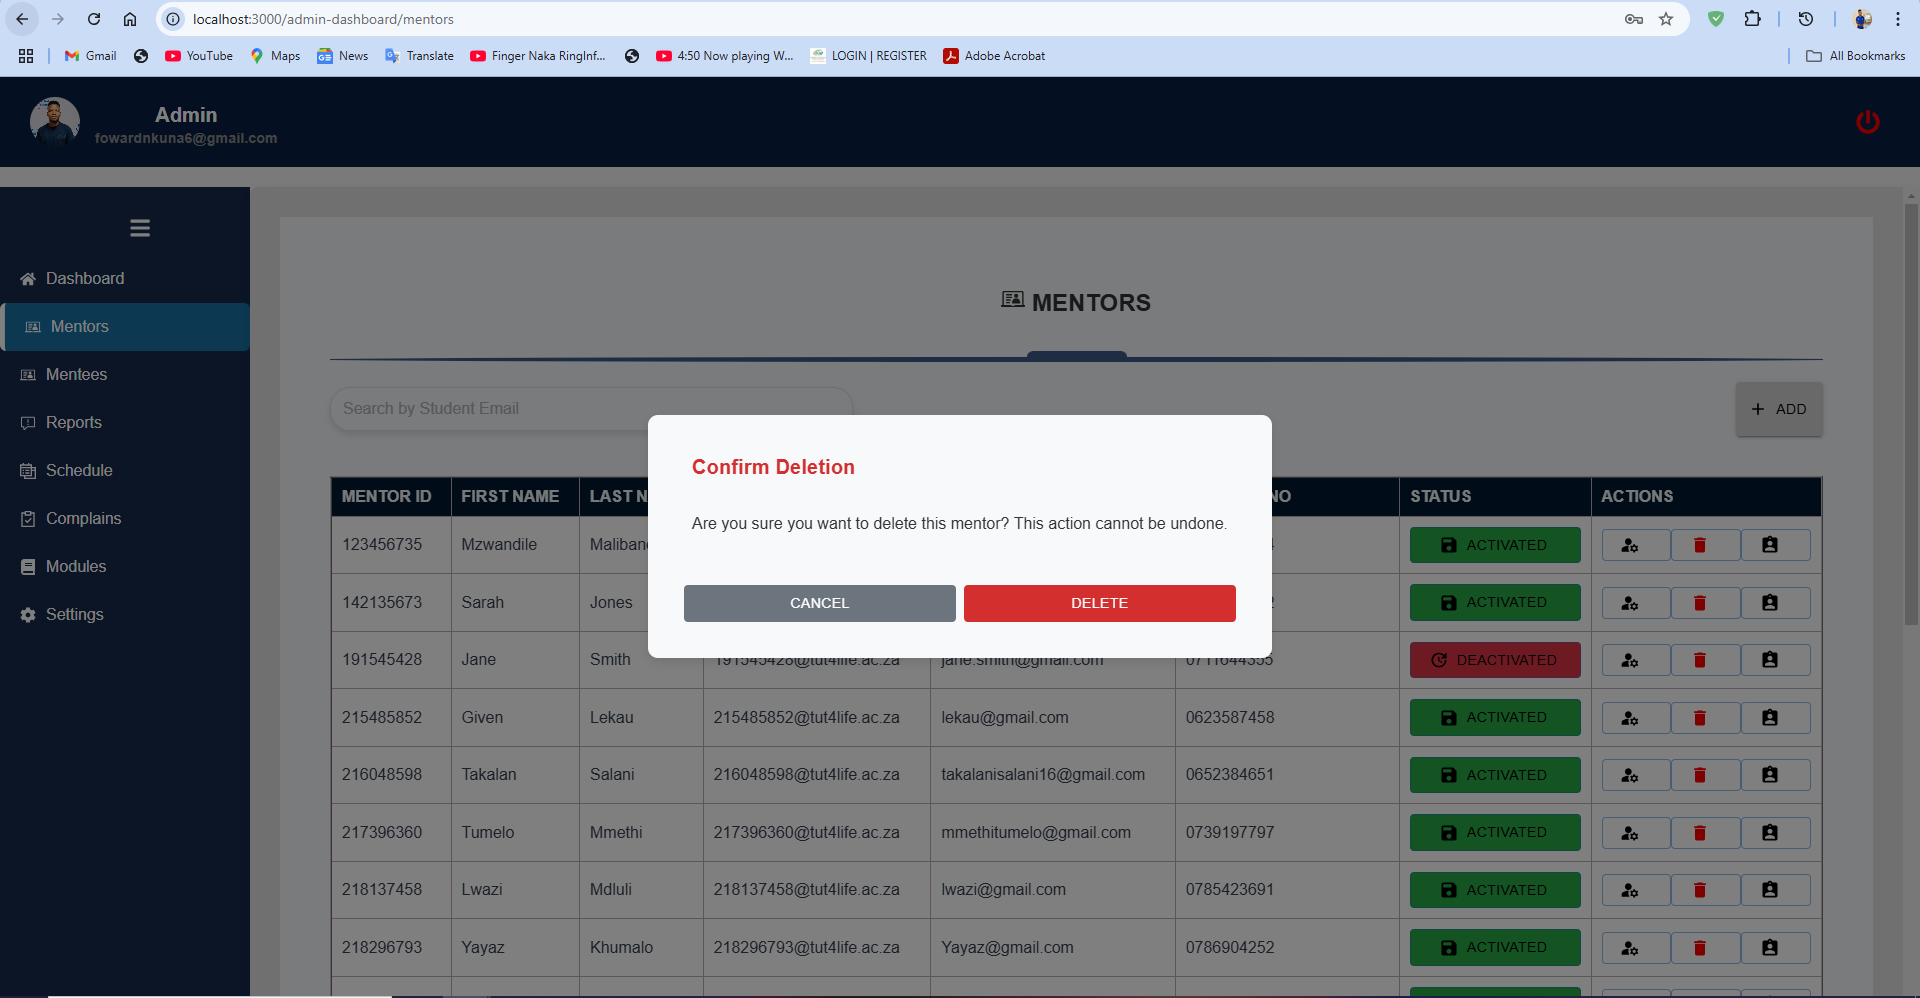 localhost:3000/admin-dashboard/mentors
Gmail YouTube Maps News Translate Finger Naka RingInf... 4:50 Now playing W... LOGIN | REGISTER Adobe Acrobat All Bookmarks
Admin
fowardnkuna6@gmail.com
Dashboard
Mentors
Mentees
Reports
Schedule
Complains
Modules
Settings
MENTORS
Search by Student Email
ADD
Confirm Deletion
Are you sure you want to delete this mentor? This action cannot be undone.
CANCEL DELETE
MENTOR ID FIRST NAME LAST N NO STATUS ACTIONS
123456735 Mzwandile Maliban ACTIVATED
142135673 Sarah Jones ACTIVATED
191545428 Jane Smith 191545428@tut4life.ac.za jane.smith@gmail.com 0711644355 DEACTIVATED
215485852 Given Lekau 215485852@tut4life.ac.za lekau@gmail.com 0623587458 ACTIVATED
216048598 Takalan Salani 216048598@tut4life.ac.za takalanisalani16@gmail.com 0652384651 ACTIVATED
217396360 Tumelo Mmethi 217396360@tut4life.ac.za mmethitumelo@gmail.com 0739197797 ACTIVATED
218137458 Lwazi Mdluli 218137458@tut4life.ac.za lwazi@gmail.com 0785423691 ACTIVATED
218296793 Yayaz Khumalo 218296793@tut4life.ac.za Yayaz@gmail.com 0786904252 ACTIVATED